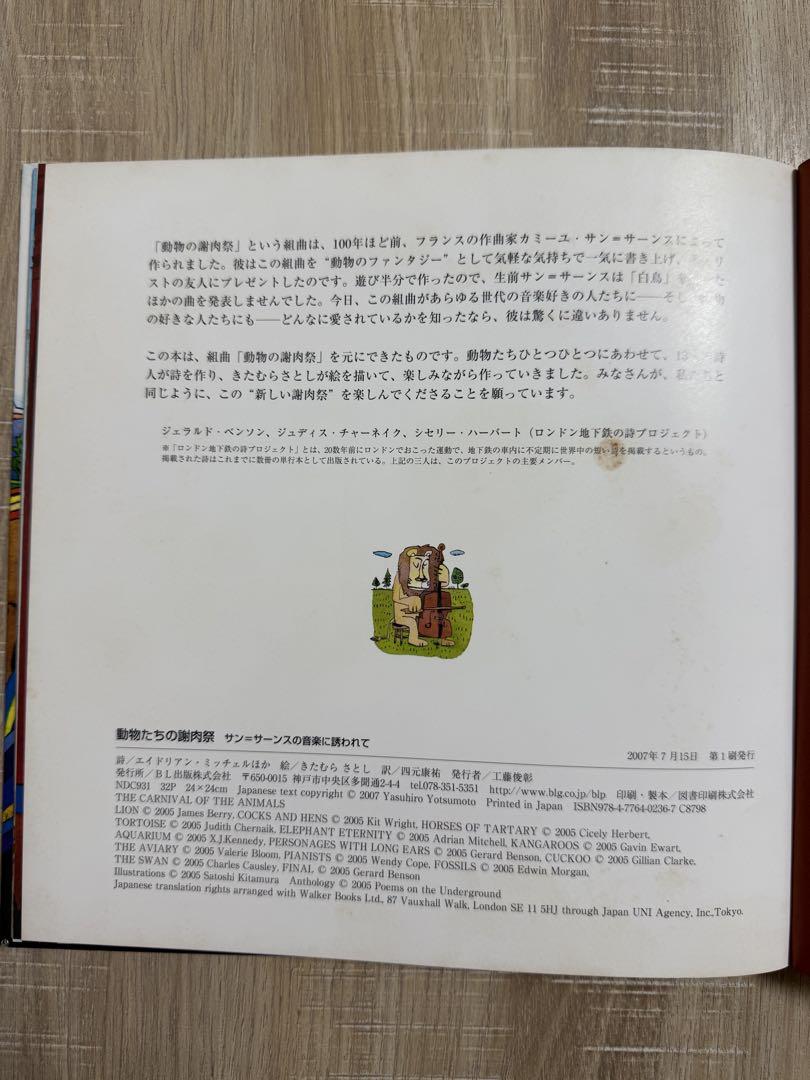 「動物の謝肉祭」という組曲は、100年ほど前、フランスの作曲家カミーユ・サン=サーンスによって
作られました。彼はこの組曲を“動物のファンタジー”として気軽な気持ちで一気に書き上げ、
ストの友人にプレゼントしたのです。遊び半分で作ったので、生前サン=サーンスは「白鳥」を
ほかの曲を発表しませんでした。今日、この組曲があらゆる世代の音楽好きの人たちに――そし
の好きな人たちにも――どんなに愛されているかを知ったなら、彼は驚くに違いありません。
この本は、組曲「動物の謝肉祭」を元にできたものです。動物たちひとつひとつにあわせて、13
人が詩を作り、きたむらさとしが絵を描いて、楽しみながら作っていきました。みなさんが、私たちと
同じように、この“新しい謝肉祭”を楽しんでくださることを願っています。
ジェラルド・ベンソン、ジュディス・チャーネイク、シセリー・ハーバート(ロンドン地下鉄の詩プロジェクト)
※「ロンドン地下鉄の詩プロジェクト」とは、20数年前にロンドンでおこった運動で、地下鉄の車内に不定期に世界中の短い詩を掲載するというもの。
掲載された詩はこれまでに数冊の単行本として出版されている。上記の三人は、このプロジェクトの主要メンバー。
動物たちの謝肉祭 サン=サーンスの音楽に誘われて
2007年7月15日 第1刷発行
詩/エイドリアン・ミッチェルほか 絵/きたむら さとし 訳/四元康祐 発行者/工藤俊彰
発行所/BL出版株式会社 〒650-0015 神戸市中央区多聞通2-4-4 tel.078-351-5351 http://www.blg.co.jp/blp 印刷・製本/図書印刷株式会社
NDC931 32P 24×24cm Japanese text copyright © 2007 Yasuhiro Yotsumoto Printed in Japan ISBN978-4-7764-0236-7 C8798
THE CARNIVAL OF THE ANIMALS
LION © 2005 James Berry, COCKS AND HENS © 2005 Kit Wright, HORSES OF TARTARY © 2005 Cicely Herbert,
TORTOISE © 2005 Judith Chernaik, ELEPHANT ETERNITY © 2005 Adrian Mitchell, KANGAROOS © 2005 Gavin Ewart,
AQUARIUM © 2005 X.J.Kennedy, PERSONAGES WITH LONG EARS © 2005 Gerard Benson, CUCKOO © 2005 Gillian Clarke,
THE AVIARY © 2005 Valerie Bloom, PIANISTS © 2005 Wendy Cope, FOSSILS © 2005 Edwin Morgan,
THE SWAN © 2005 Charles Causley, FINAL © 2005 Gerard Benson
Illustrations © 2005 Satoshi Kitamura Anthology © 2005 Poems on the Underground
Japanese translation rights arranged with Walker Books Ltd., 87 Vauxhall Walk, London SE 11 5HJ through Japan UNI Agency, Inc.,Tokyo.